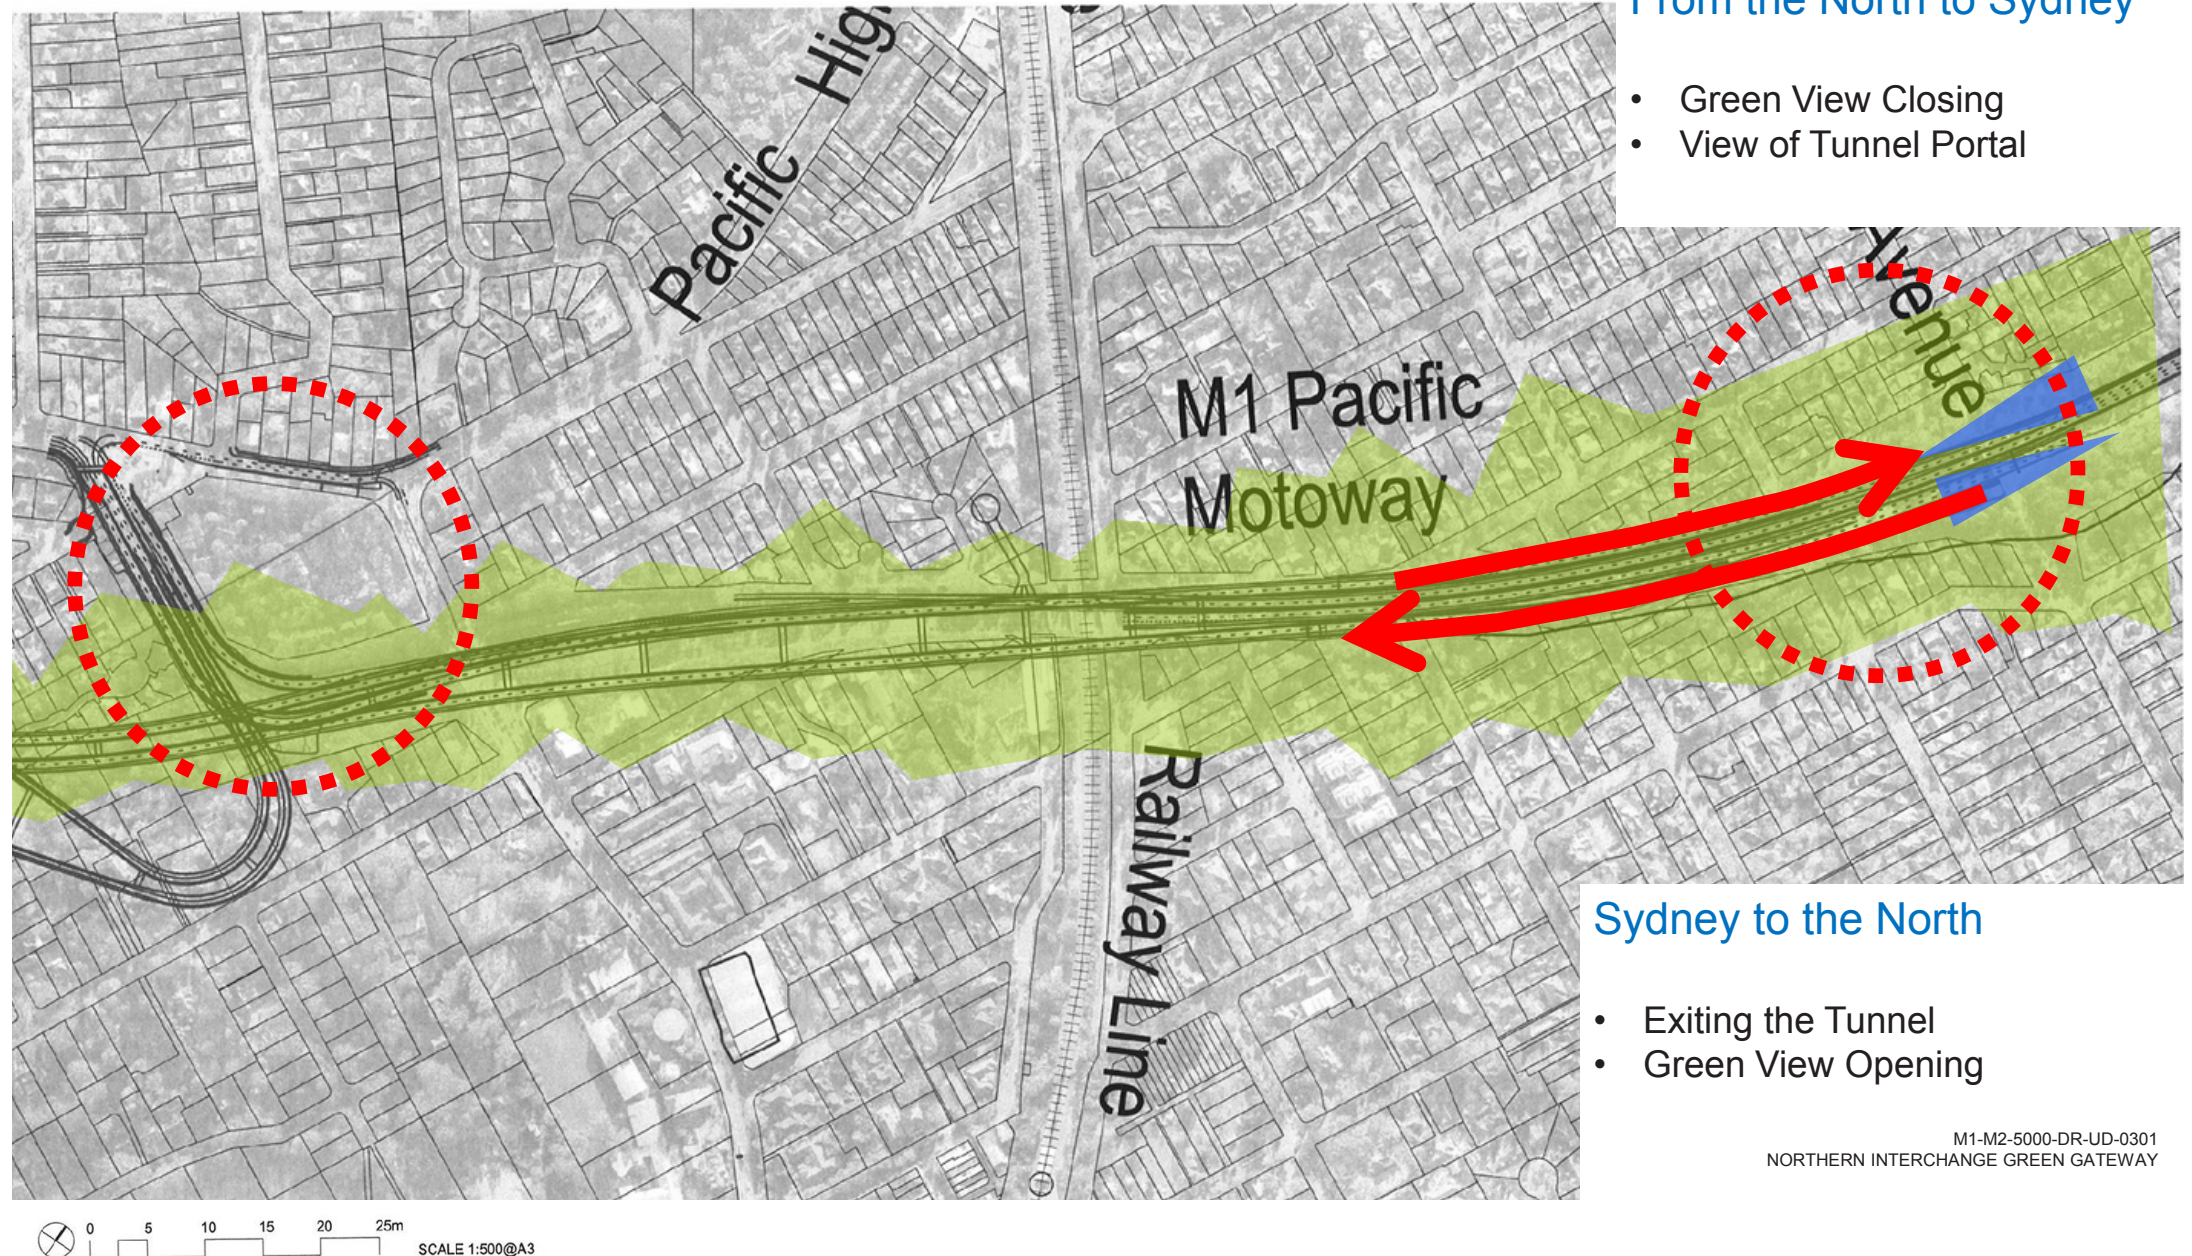 From the North to Sydney
• Green View Closing
• View of Tunnel Portal
Pacific
Avenue
M1 Pacific
Motoway
Railway Line
Sydney to the North
• Exiting the Tunnel
• Green View Opening
M1-M2-5000-DR-UD-0301
NORTHERN INTERCHANGE GREEN GATEWAY
0 5 10 15 20 25m
SCALE 1:500@A3